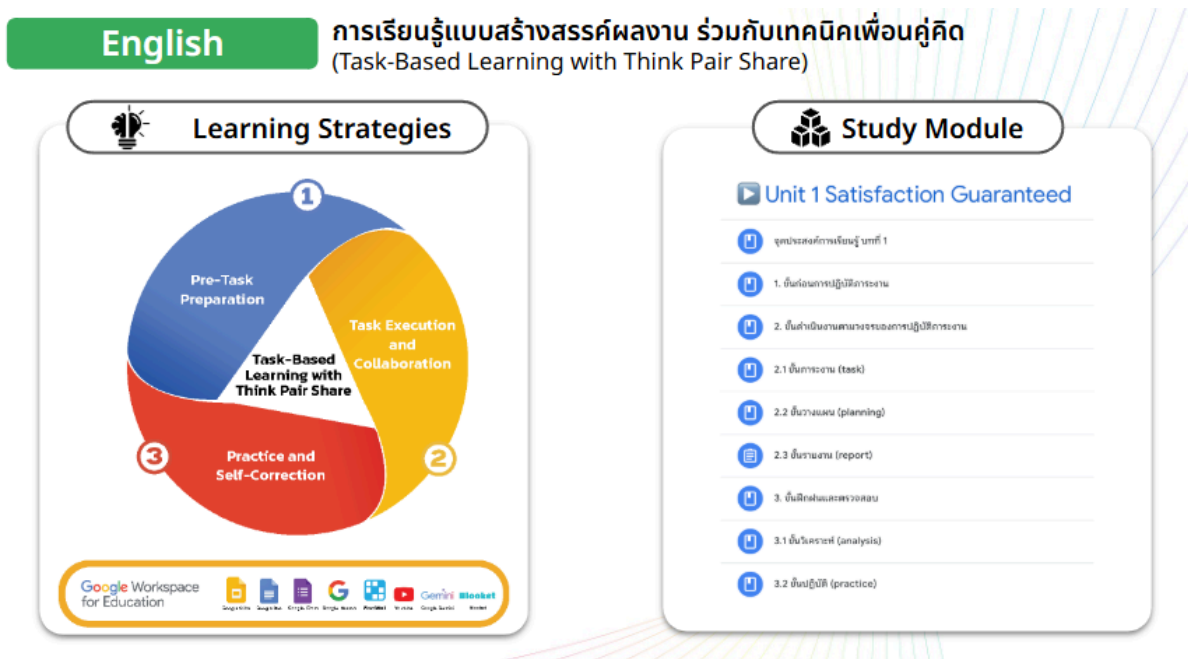 English
การเรียนรู้แบบสร้างสรรค์ผลงาน ร่วมกับเทคนิคเพื่อนคู่คิด
(Task-Based Learning with Think Pair Share)
Learning Strategies
1
Pre-Task
Preparation
Task Execution
and
Collaboration
Task-Based
Learning with
Think Pair Share
3
Practice and
Self-Correction
2
Google Workspace
for Education
Gemini
Blooket
Study Module
Unit 1 Satisfaction Guaranteed
จุดประสงค์การเรียนรู้ บทที่ 1
1. ขั้นก่อนการปฏิบัติภาระงาน
2. ขั้นดำเนินงานตามวงจรของการปฏิบัติภาระงาน
2.1 ขั้นภาระงาน (task)
2.2 ขั้นวางแผน (planning)
2.3 ขั้นรายงาน (report)
3. ขั้นฝึกฝนและตรวจสอบ
3.1 ขั้นวิเคราะห์ (analysis)
3.2 ขั้นปฏิบัติ (practice)